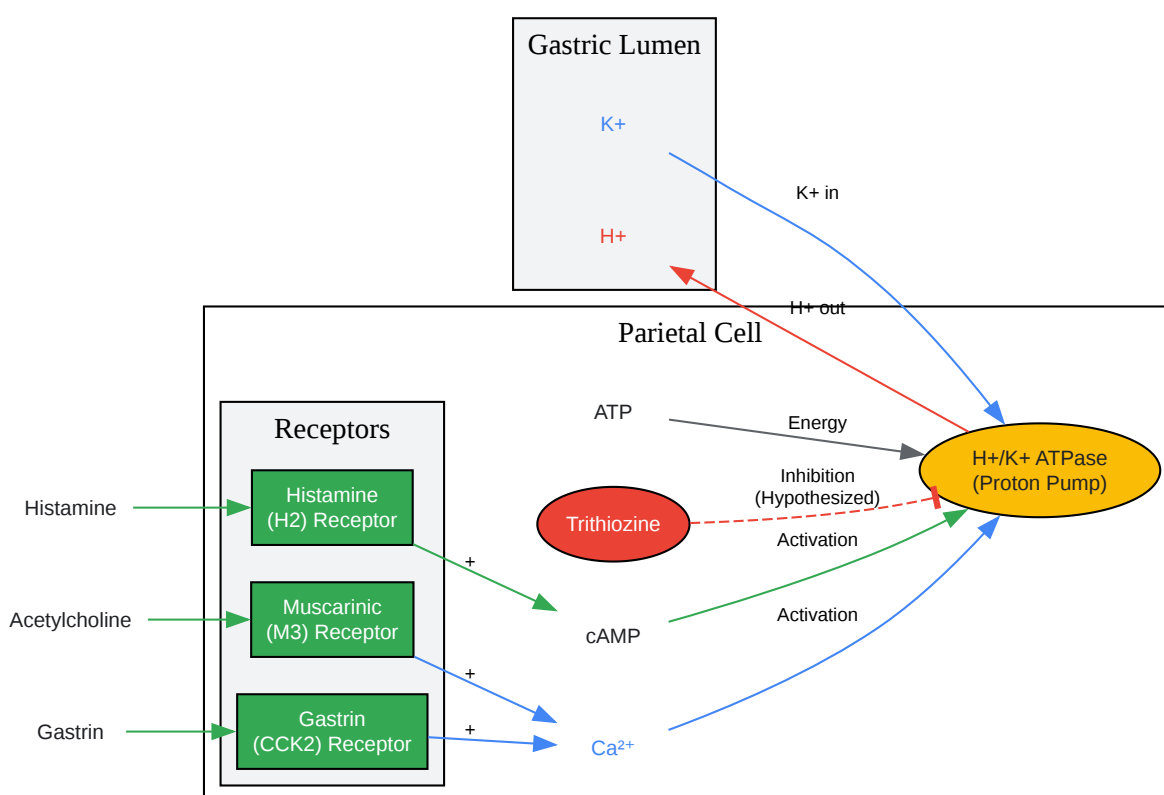 Gastric Lumen
K+
K+ in
H+
H+ out
Parietal Cell
Receptors
ATP
Energy
H+/K+ ATPase
(Proton Pump)
Inhibition
(Hypothesized)
Histamine
Histamine
(H2) Receptor
Trithiozine
Activation
+
Acetylcholine
Muscarinic
(M3) Receptor
cAMP
Activation
+
Gastrin
Gastrin
(CCK2) Receptor
+
Ca²⁺